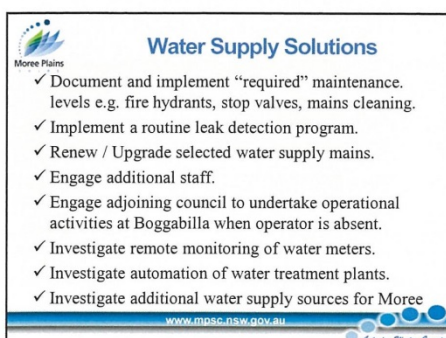 Moree Plains
Water Supply Solutions
✓ Document and implement “required” maintenance.
levels e.g. fire hydrants, stop valves, mains cleaning.
✓ Implement a routine leak detection program.
✓ Renew / Upgrade selected water supply mains.
✓ Engage additional staff.
✓ Engage adjoining council to undertake operational
activities at Boggabilla when operator is absent.
✓ Investigate remote monitoring of water meters.
✓ Investigate automation of water treatment plants.
✓ Investigate additional water supply sources for Moree
www.mpsc.nsw.gov.au